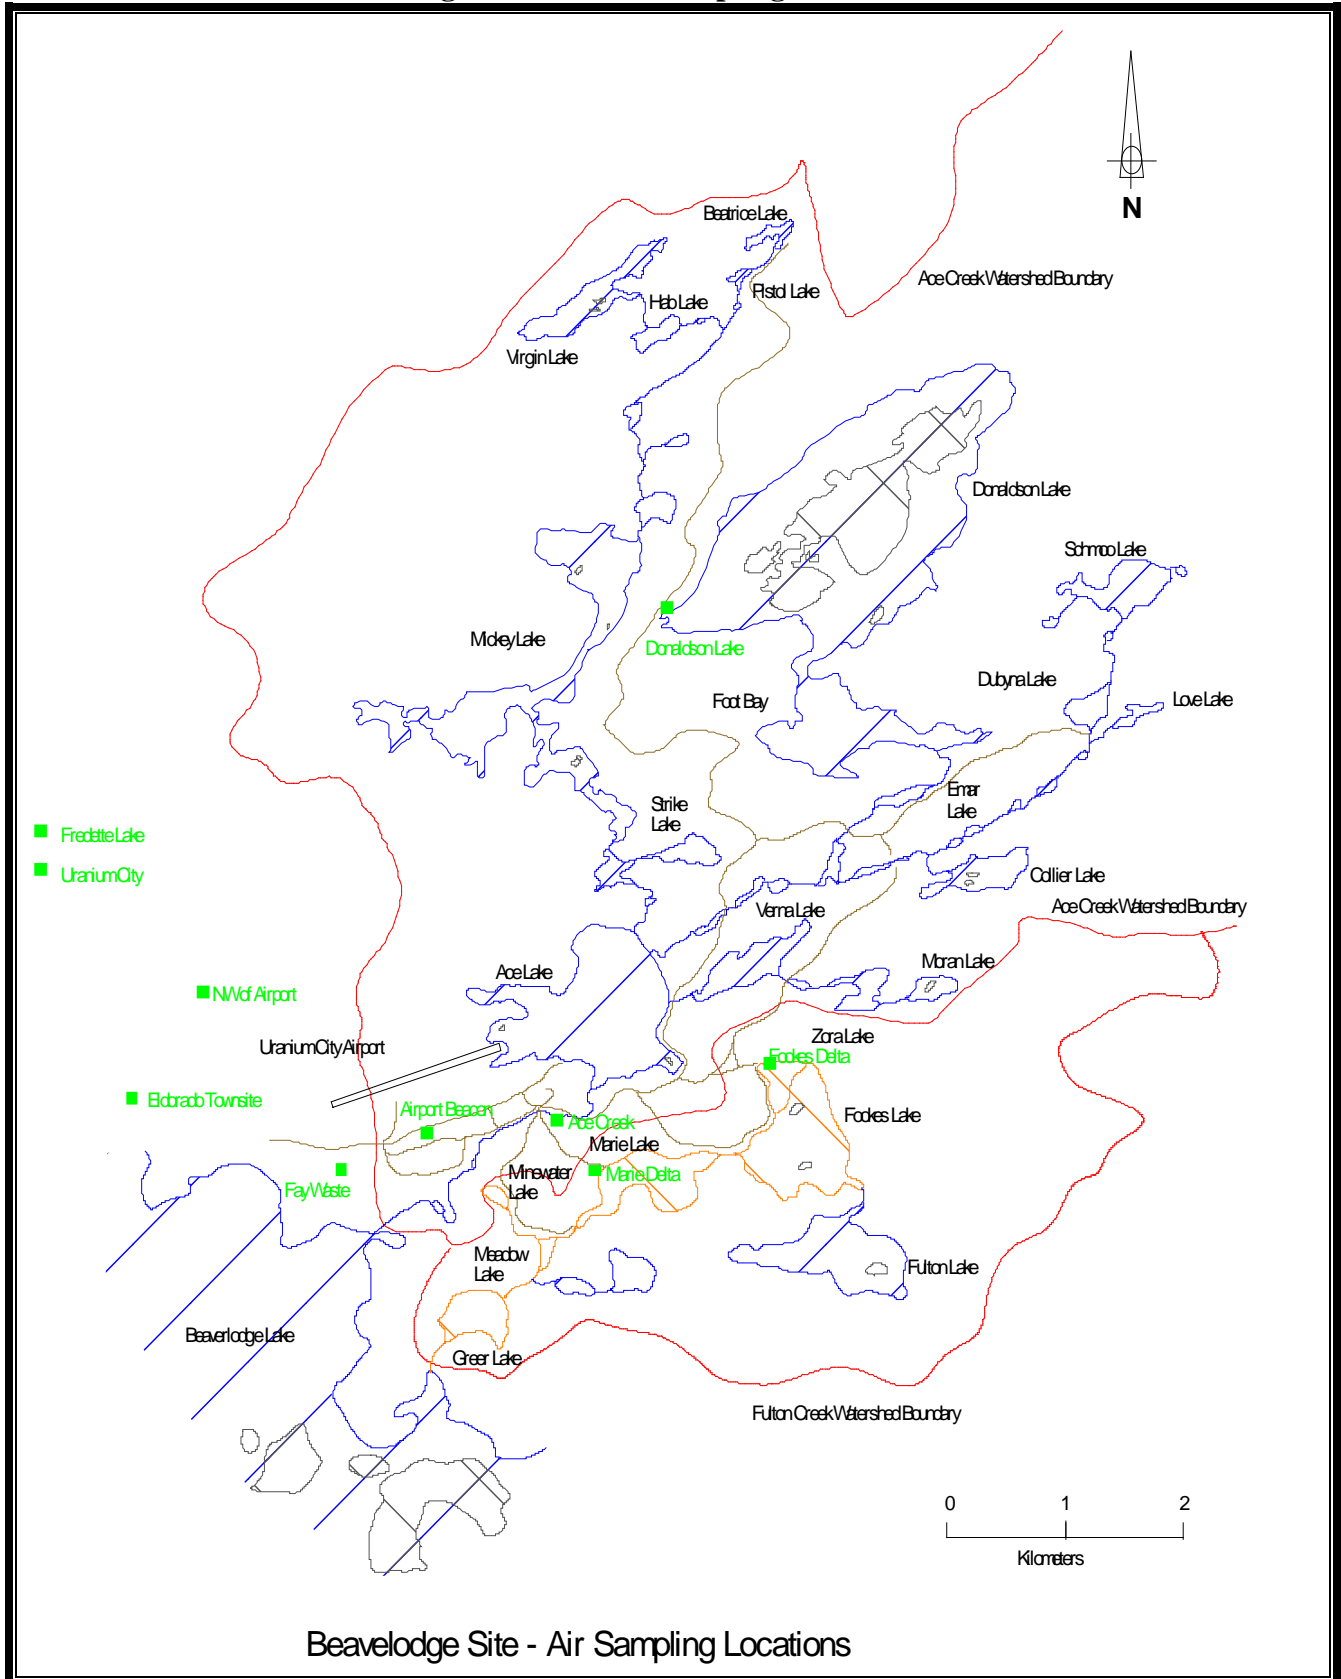 N
Beatrice Lake
Ace Creek Watershed Boundary
Pistol Lake
Hab Lake
Virgin Lake
Donaldson Lake
Schmoo Lake
Mickey Lake
Donaldson Lake
Dubyna Lake
Foot Bay
Love Lake
Emar
Lake
Strike
Lake
Fredette Lake
Uranium City
Collier Lake
Verna Lake
Ace Creek Watershed Boundary
Ace Lake
Moran Lake
NW of Airport
Uranium City Airport
Zora Lake
Fookes Delta
Eldorado Townsite
Airport Beacon
Ace Creek
Fookes Lake
Marie Lake
Minewater
Lake
Marie Delta
Fay Waste
Meadow
Lake
Fulton Lake
Beaverlodge Lake
Greer Lake
Fulton Creek Watershed Boundary
0 1 2
Kilometers
Beavelodge Site - Air Sampling Locations